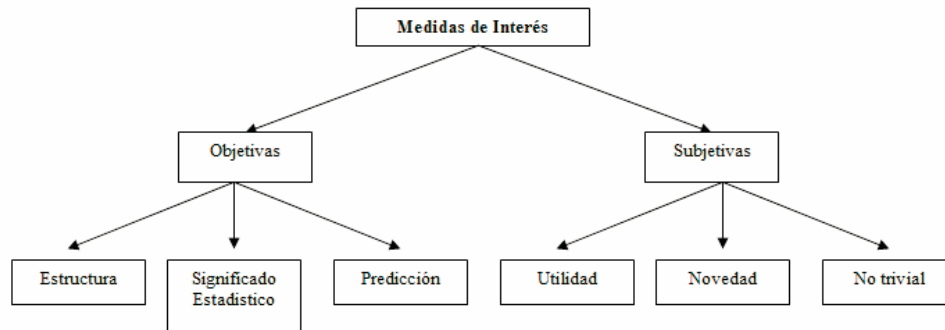 Medidas de Interés
Objetivas
Subjetivas
Estructura
Significado
Estadístico
Predicción
Utilidad
Novedad
No trivial